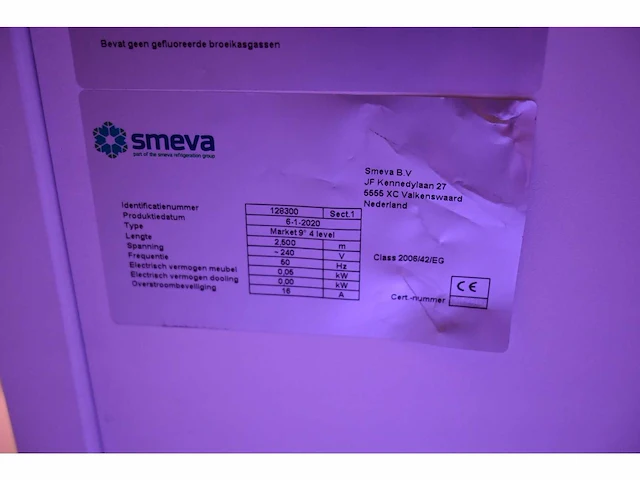 Bevat geen gefluoreerde broeikasgassen
smeva
part of the smeva refrigeration group
Smeva B.V
JF Kennedylaan 27
5555 XC Valkenswaard
Nederland
Identificatienummer 128300 Sect.1
Produktiedatum 6-1-2020
Type Market 9° 4 level
Lengte 2,500 m
Spanning ~ 240 V
Frequentie 50 Hz
Electrisch vermogen meubel 0,06 kW
Electrisch vermogen dooiing 0,00 kW
Overstroombeveiliging 16 A
Class 2006/42/EG
CE
Cert.-nummer